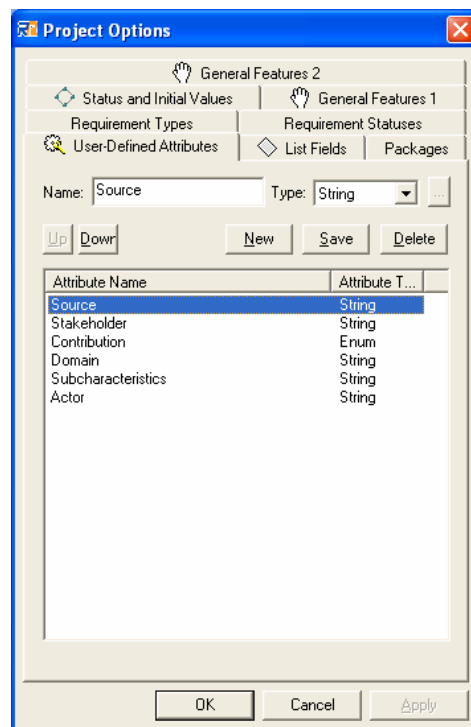 Project Options
General Features 2
Status and Initial Values General Features 1
Requirement Types Requirement Statuses
User-Defined Attributes List Fields Packages
Name: Source Type: String ...
Up Down New Save Delete
Attribute Name Attribute T...
Source String
Stakeholder String
Contribution Enum
Domain String
Subcharacteristics String
Actor String
OK Cancel Apply